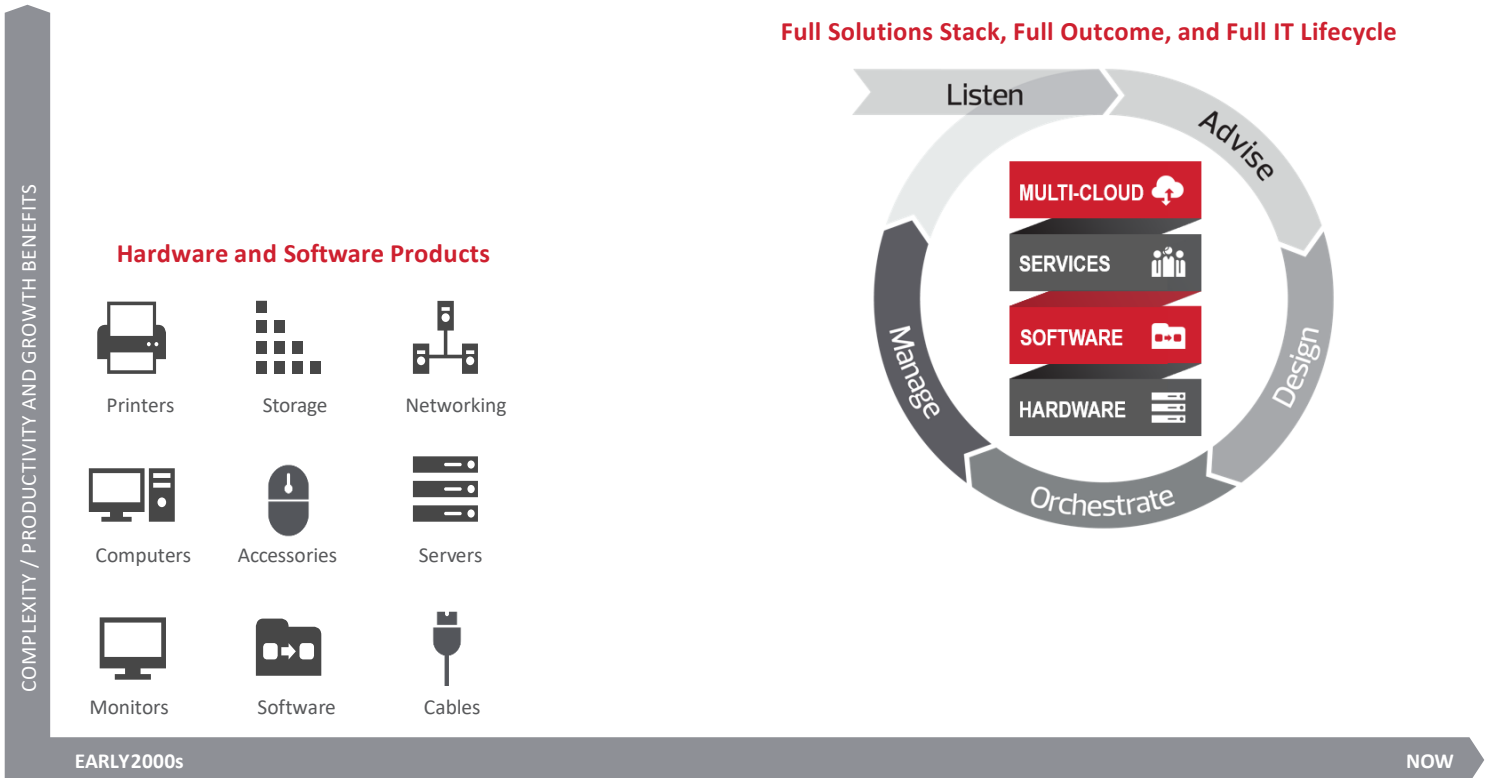 COMPLEXITY / PRODUCTIVITY AND GROWTH BENEFITS
Hardware and Software Products
Printers
Storage
Networking
Computers
Accessories
Servers
Monitors
Software
Cables
Full Solutions Stack, Full Outcome, and Full IT Lifecycle
Listen
Advise
Design
Orchestrate
Manage
MULTI-CLOUD
SERVICES
SOFTWARE
HARDWARE
EARLY2000s
NOW